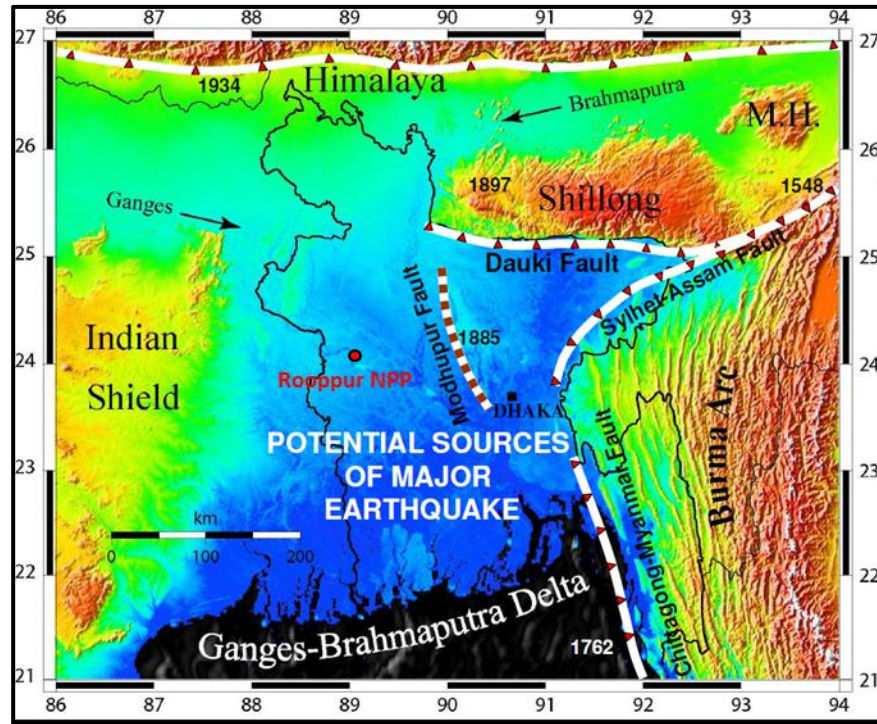 86 87 88 89 90 91 92 93 94
27 27
1934
Himalaya
Brahmaputra
M.H.
26 26
1897
Shillong
1548
Ganges
25 25
Dauki Fault
Sylhet-Assam Fault
Modhupur Fault
1885
24 24
Indian
Shield
Rooppur NPP
DHAKA
Burma Arc
Chittagong-Myanmar Fault
23 23
POTENTIAL SOURCES
OF MAJOR
EARTHQUAKE
km
0 100 200
22 22
Ganges-Brahmaputra Delta
1762
21 21
86 87 88 89 90 91 92 93 94